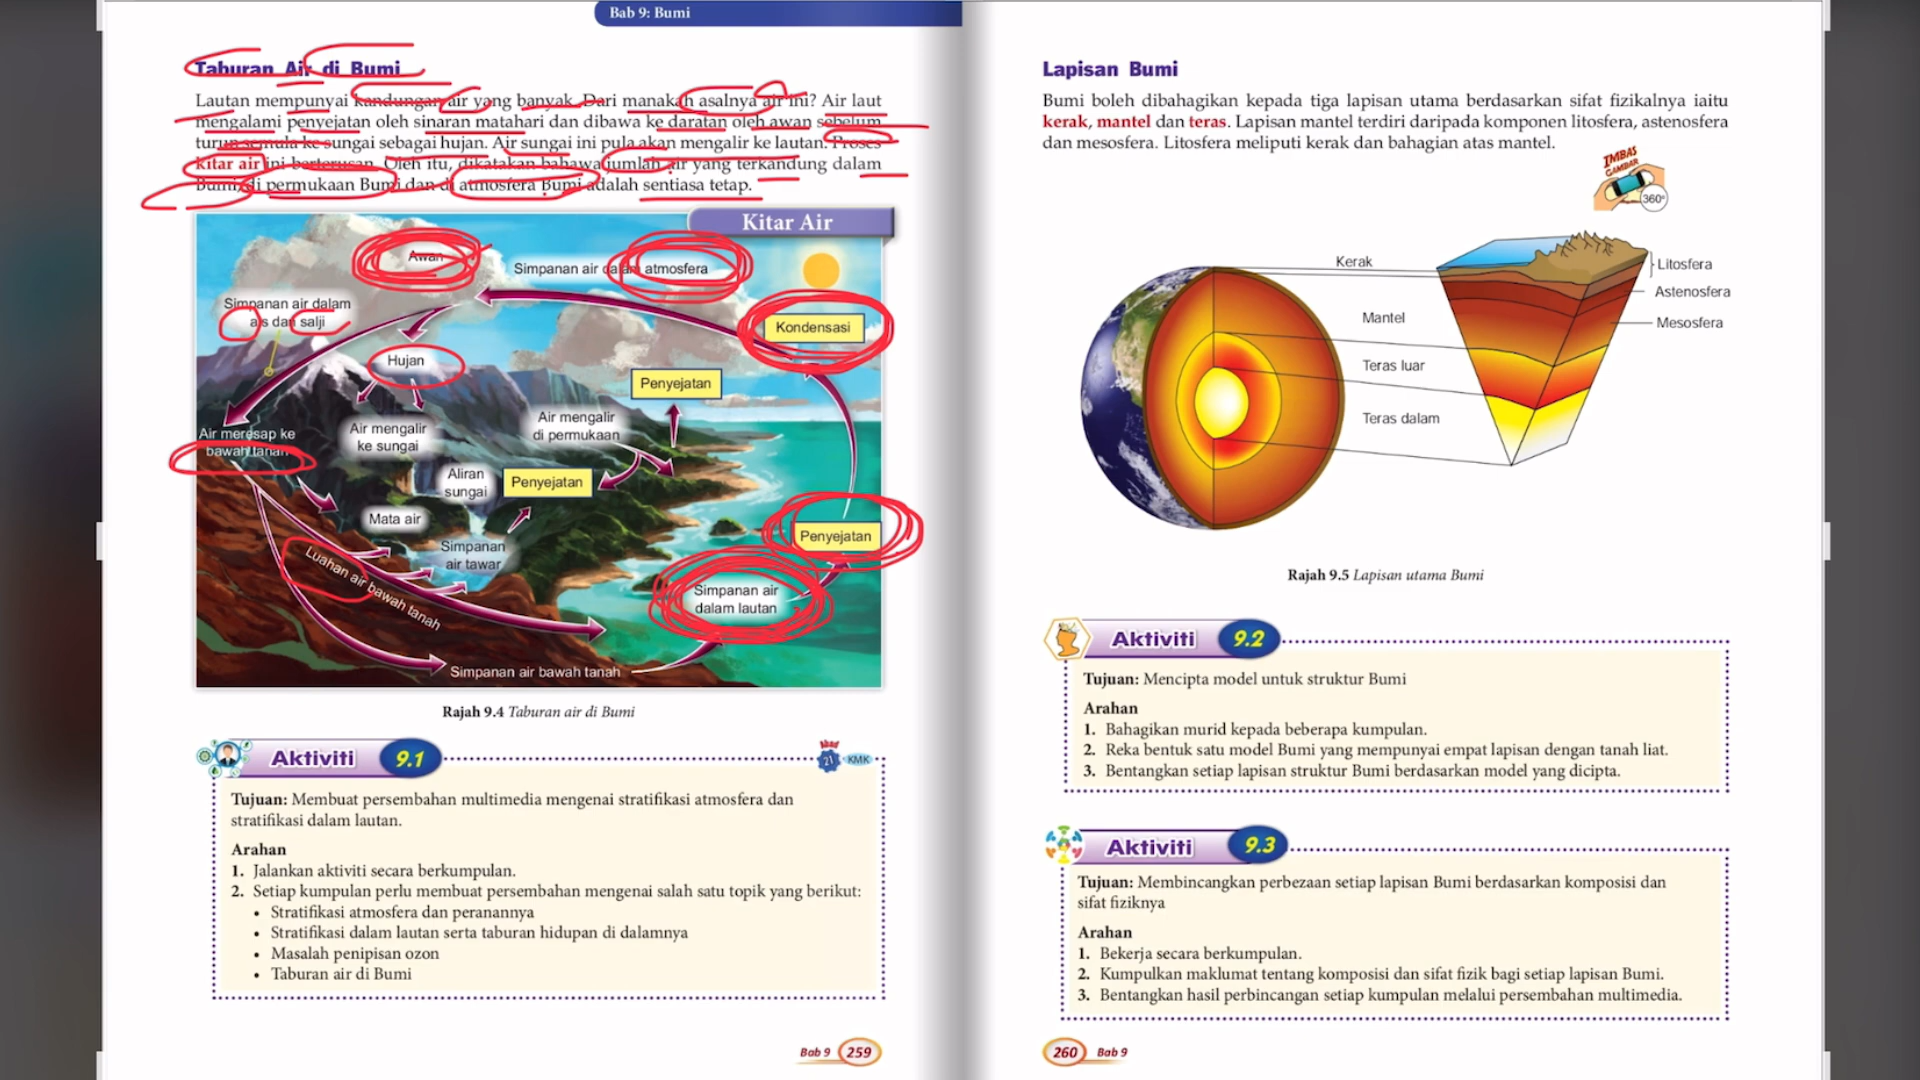 Bab 9: Bumi
Taburan Air di Bumi
Lautan mempunyai kandungan air yang banyak. Dari manakah asalnya air ini? Air laut
mengalami penyejatan oleh sinaran matahari dan dibawa ke daratan oleh awan sebelum
turun semula ke sungai sebagai hujan. Air sungai ini pula akan mengalir ke lautan. Proses
kitar air ini berterusan. Oleh itu, dikatakan bahawa jumlah air yang terkandung dalam
Bumi, di permukaan Bumi dan di atmosfera Bumi adalah sentiasa tetap.
Kitar Air
Awan
Simpanan air dalam atmosfera
Simpanan air dalam
ais dan salji
Kondensasi
Hujan
Penyejatan
Air meresap ke
bawah tanah
Air mengalir
ke sungai
Air mengalir
di permukaan
Aliran
sungai
Penyejatan
Mata air
Penyejatan
Simpanan
air tawar
Luahan air bawah tanah
Simpanan air
dalam lautan
Simpanan air bawah tanah
Rajah 9.4 Taburan air di Bumi
Aktiviti 9.1
Abad
21
KMK
Tujuan: Membuat persembahan multimedia mengenai stratifikasi atmosfera dan
stratifikasi dalam lautan.
Arahan
1. Jalankan aktiviti secara berkumpulan.
2. Setiap kumpulan perlu membuat persembahan mengenai salah satu topik yang berikut:
• Stratifikasi atmosfera dan peranannya
• Stratifikasi dalam lautan serta taburan hidupan di dalamnya
• Masalah penipisan ozon
• Taburan air di Bumi
Bab 9 259
Lapisan Bumi
Bumi boleh dibahagikan kepada tiga lapisan utama berdasarkan sifat fizikalnya iaitu
kerak, mantel dan teras. Lapisan mantel terdiri daripada komponen litosfera, astenosfera
dan mesosfera. Litosfera meliputi kerak dan bahagian atas mantel.
IMBAS
GAMBAR
360°
Kerak
Litosfera
Astenosfera
Mantel
Mesosfera
Teras luar
Teras dalam
Rajah 9.5 Lapisan utama Bumi
Aktiviti 9.2
Tujuan: Mencipta model untuk struktur Bumi
Arahan
1. Bahagikan murid kepada beberapa kumpulan.
2. Reka bentuk satu model Bumi yang mempunyai empat lapisan dengan tanah liat.
3. Bentangkan setiap lapisan struktur Bumi berdasarkan model yang dicipta.
Aktiviti 9.3
Tujuan: Membincangkan perbezaan setiap lapisan Bumi berdasarkan komposisi dan
sifat fiziknya
Arahan
1. Bekerja secara berkumpulan.
2. Kumpulkan maklumat tentang komposisi dan sifat fizik bagi setiap lapisan Bumi.
3. Bentangkan hasil perbincangan setiap kumpulan melalui persembahan multimedia.
260 Bab 9